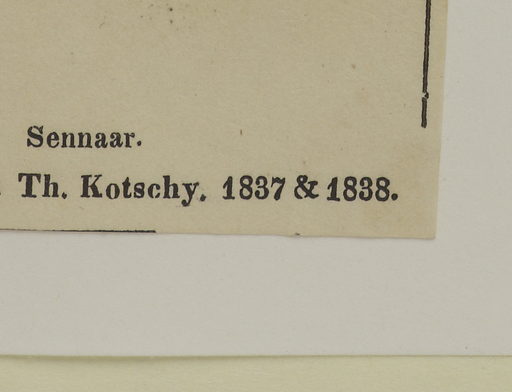 Sennaar.
Th. Kotschy. 1837 & 1838.